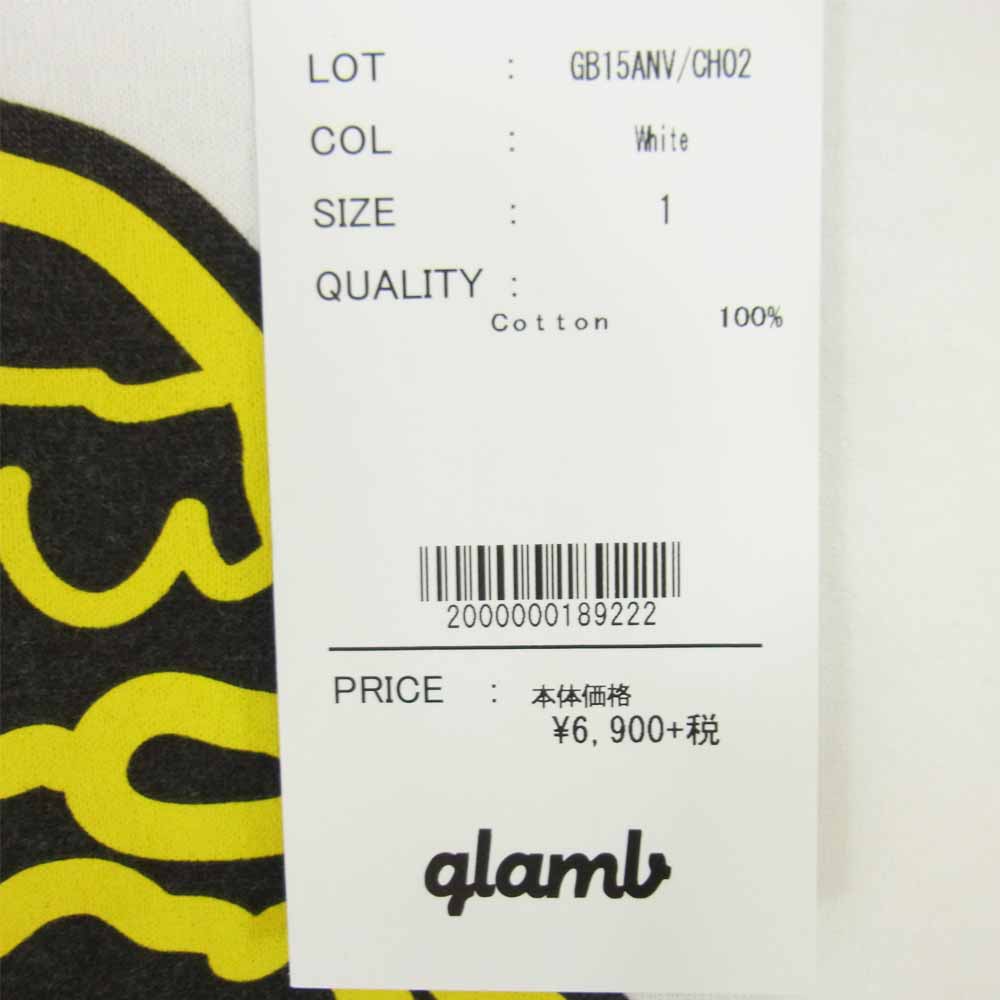 LOT : GB15ANV/CH02
COL : White
SIZE : 1
QUALITY :
Cotton 100%
2000000189222
PRICE : 本体価格
¥6,900+税
glamb